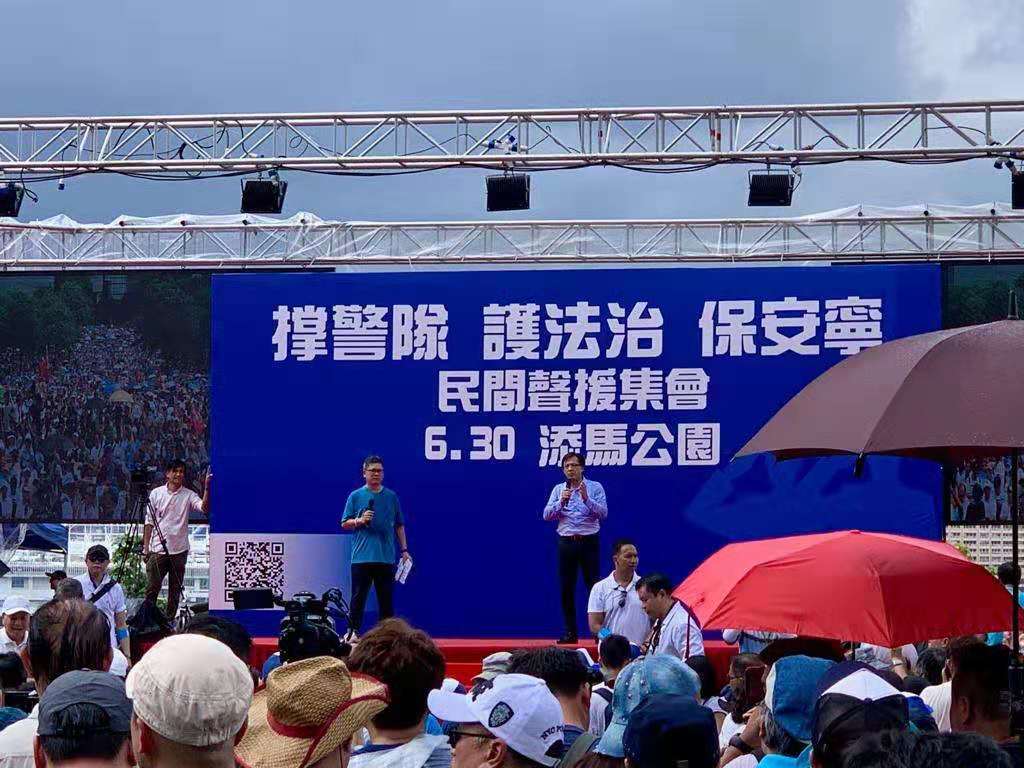 撐警隊 護法治 保安寧
民間聲援集會
6.30 添馬公園